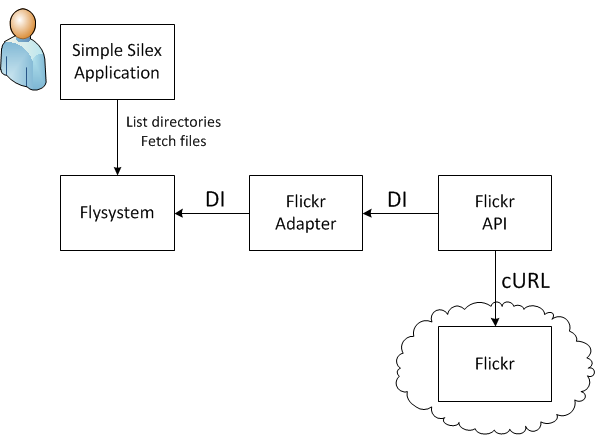 Simple Silex
Application
List directories
Fetch files
Flysystem
DI
Flickr
Adapter
DI
Flickr
API
cURL
Flickr